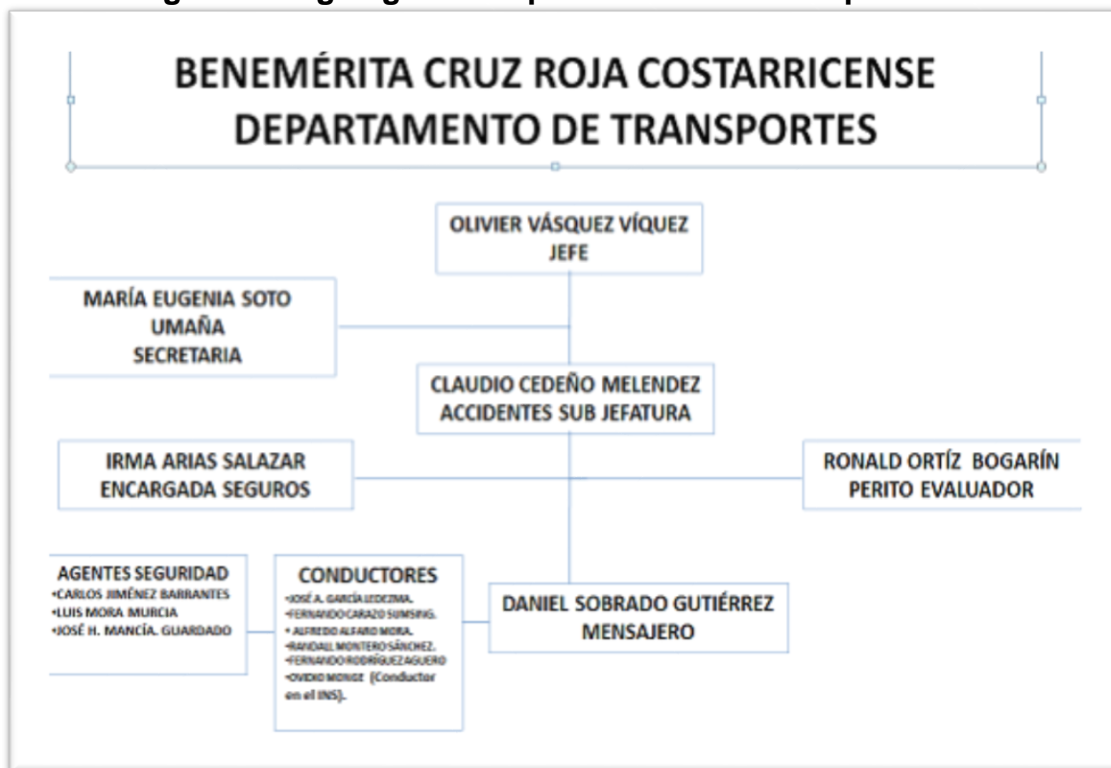 BENEMÉRITA CRUZ ROJA COSTARRICENSE
DEPARTAMENTO DE TRANSPORTES
OLIVIER VÁSQUEZ VÍQUEZ
JEFE
MARÍA EUGENIA SOTO
UMAÑA
SECRETARIA
CLAUDIO CEDEÑO MELENDEZ
ACCIDENTES SUB JEFATURA
IRMA ARIAS SALAZAR
ENCARGADA SEGUROS
RONALD ORTÍZ BOGARÍN
PERITO EVALUADOR
AGENTES SEGURIDAD
•CARLOS JIMÉNEZ BARRANTES
•LUIS MORA MURCIA
•JOSÉ H. MANCÍA. GUARDADO
CONDUCTORES
•JOSÉ A. GARCÍA LEDEZMA.
•FERNANDO CARAZO SUMSING.
• ALFREDO ALFARO MORA.
•RANDALL MONTERO SÁNCHEZ.
•FERNANDO RODRÍGUEZ AGUERO
•OVIDIO MONGE (Conductor
en el INS).
DANIEL SOBRADO GUTIÉRREZ
MENSAJERO